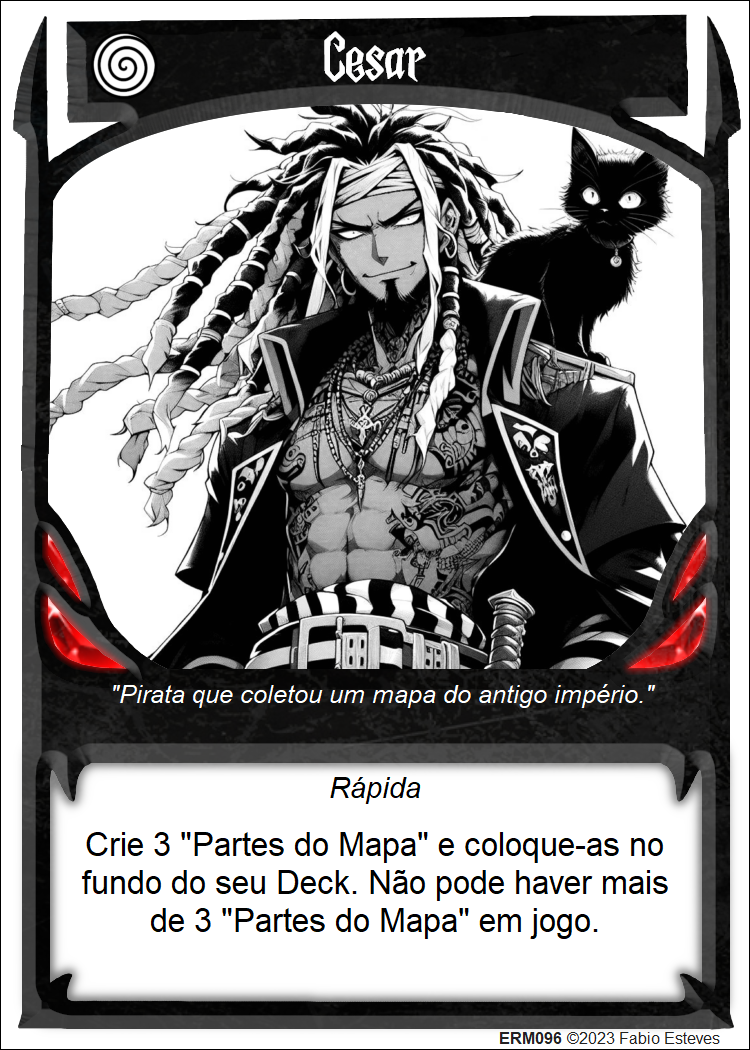 Cesar
"Pirata que coletou um mapa do antigo império."
Rápida
Crie 3 "Partes do Mapa" e coloque-as no
fundo do seu Deck. Não pode haver mais
de 3 "Partes do Mapa" em jogo.
ERM096 ©2023 Fabio Esteves